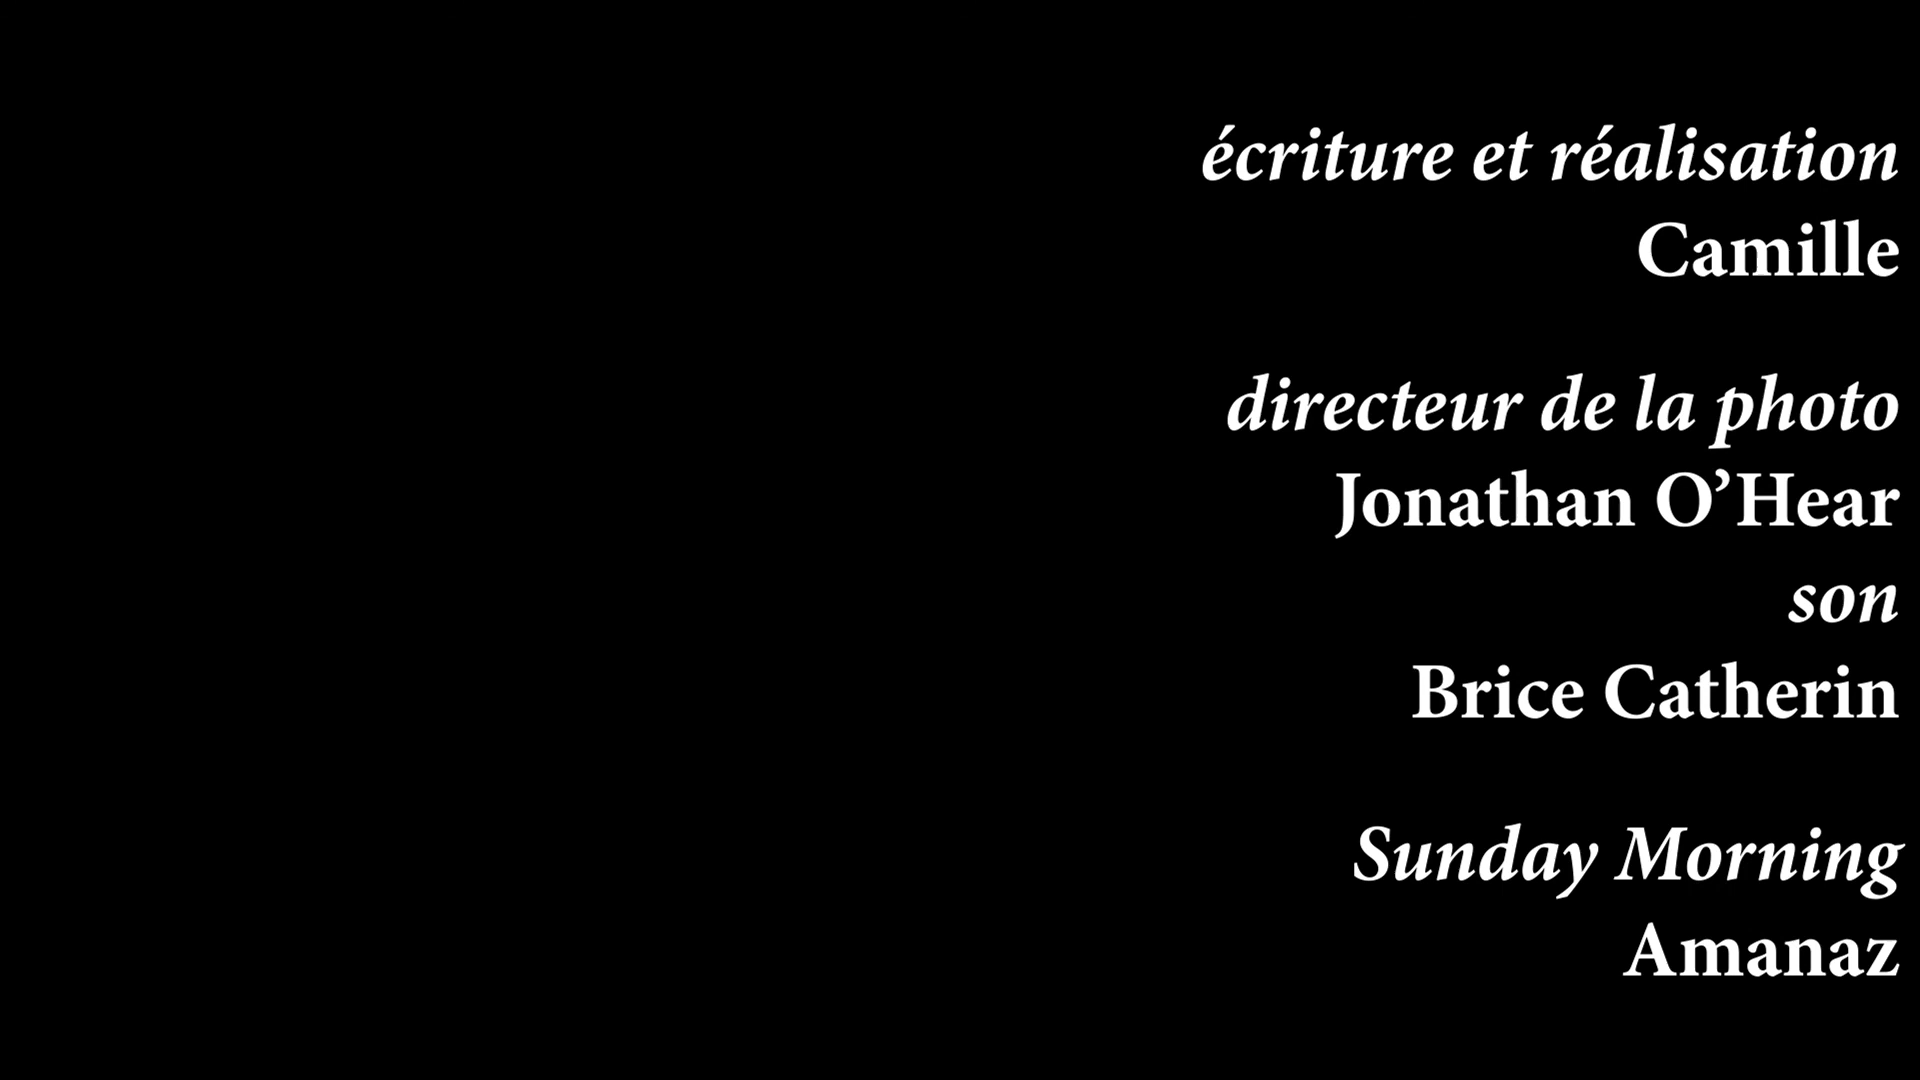 écriture et réalisation
Camille
directeur de la photo
Jonathan O’Hear
son
Brice Catherin
Sunday Morning
Amanaz